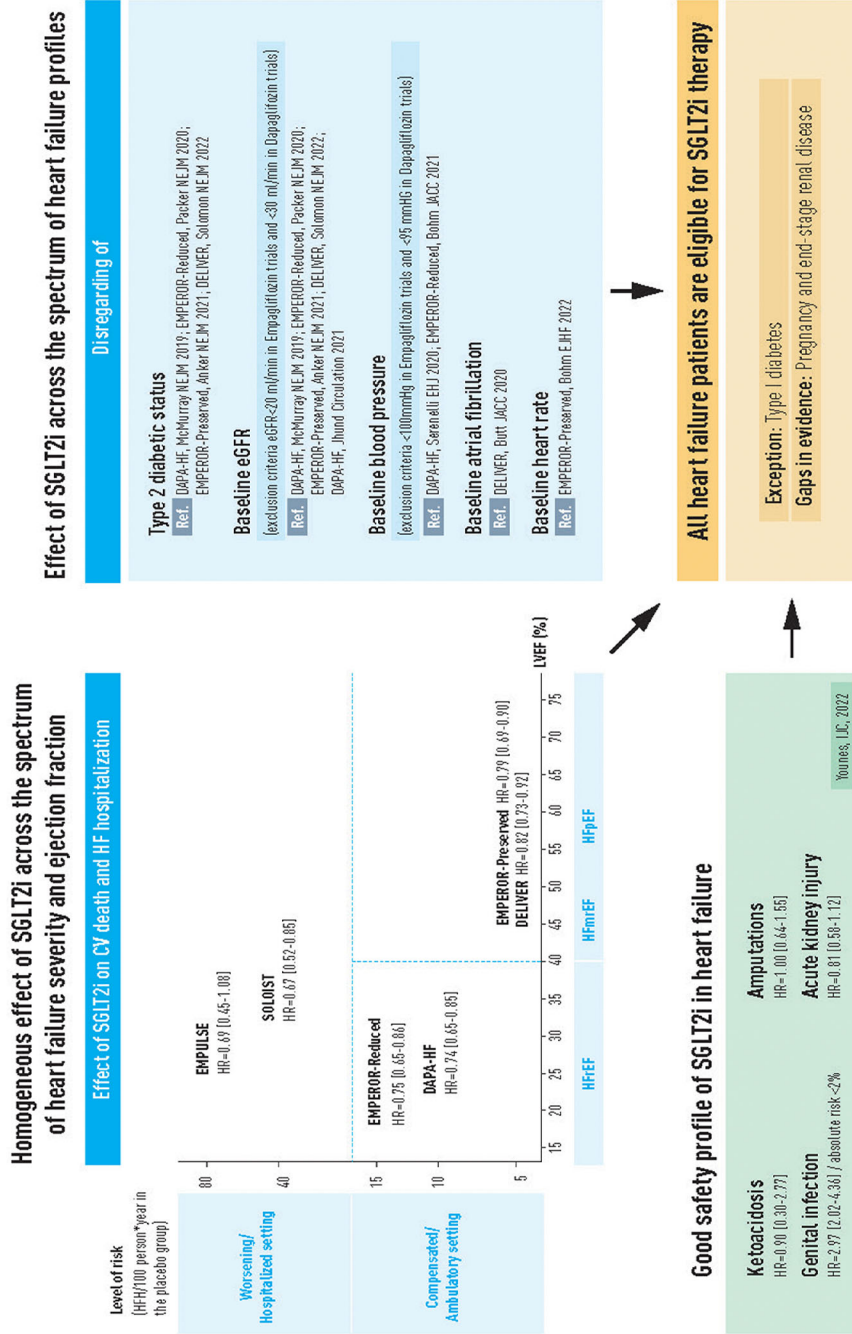 Homogeneous effect of SGLT2i across the spectrum
of heart failure severity and ejection fraction
Effect of SGLT2i on CV death and HF hospitalization
Level of risk
(HFH/100 person*year in
the placebo group)
Worsening/
Hospitalized setting
Compensated/
Ambulatory setting
80
40
15
10
5
EMPULSE
HR=0.69 [0.45-1.08]
SOLOIST
HR=0.67 [0.52-0.85]
EMPEROR-Reduced
HR=0.75 [0.65-0.86]
DAPA-HF
HR=0.74 [0.65-0.85]
EMPEROR-Preserved HR=0.79 [0.69-0.90]
DELIVER HR=0.82 [0.73-0.92]
15 20 25 30 35 40 45 50 55 60 65 70 75
LVEF (%)
HFrEF
HFmrEF
HFpEF
Effect of SGLT2i across the spectrum of heart failure profiles
Disregarding of
Type 2 diabetic status
Ref. DAPA-HF, McMurray NEJM 2019; EMPEROR-Reduced, Packer NEJM 2020;
EMPEROR-Preserved, Anker NEJM 2021; DELIVER, Solomon NEJM 2022
Baseline eGFR
(exclusion criteria eGFR<20 ml/min in Empagliflozin trials and <30 ml/min in Dapaglifozin trials)
Ref. DAPA-HF, McMurray NEJM 2019; EMPEROR-Reduced, Packer NEJM 2020;
EMPEROR-Preserved, Anker NEJM 2021; DELIVER, Solomon NEJM 2022;
DAPA-HF, Jhund Circulation 2021
Baseline blood pressure
(exclusion criteria <100mmHg in Empagliflozin trials and <95 mmHG in Dapagliflozin trials)
Ref. DAPA-HF, Serenelli EHJ 2020; EMPEROR-Reduced, Bohm JACC 2021
Baseline atrial fibrillation
Ref. DELIVER, Butt JACC 2020
Baseline heart rate
Ref. EMPEROR-Preserved, Bohm EJHF 2022
Good safety profile of SGLT2i in heart failure
Ketoacidosis
HR=0.90 [0.30-2.77]
Genital infection
HR=2.97 [2.02-4.36] / absolute risk <2%
Amputations
HR=1.00 [0.64-1.55]
Acute kidney injury
HR=0.81 [0.58-1.12]
Younes, IJC, 2022
All heart failure patients are eligible for SGLT2i therapy
Exception: Type I diabetes
Gaps in evidence: Pregnancy and end-stage renal disease